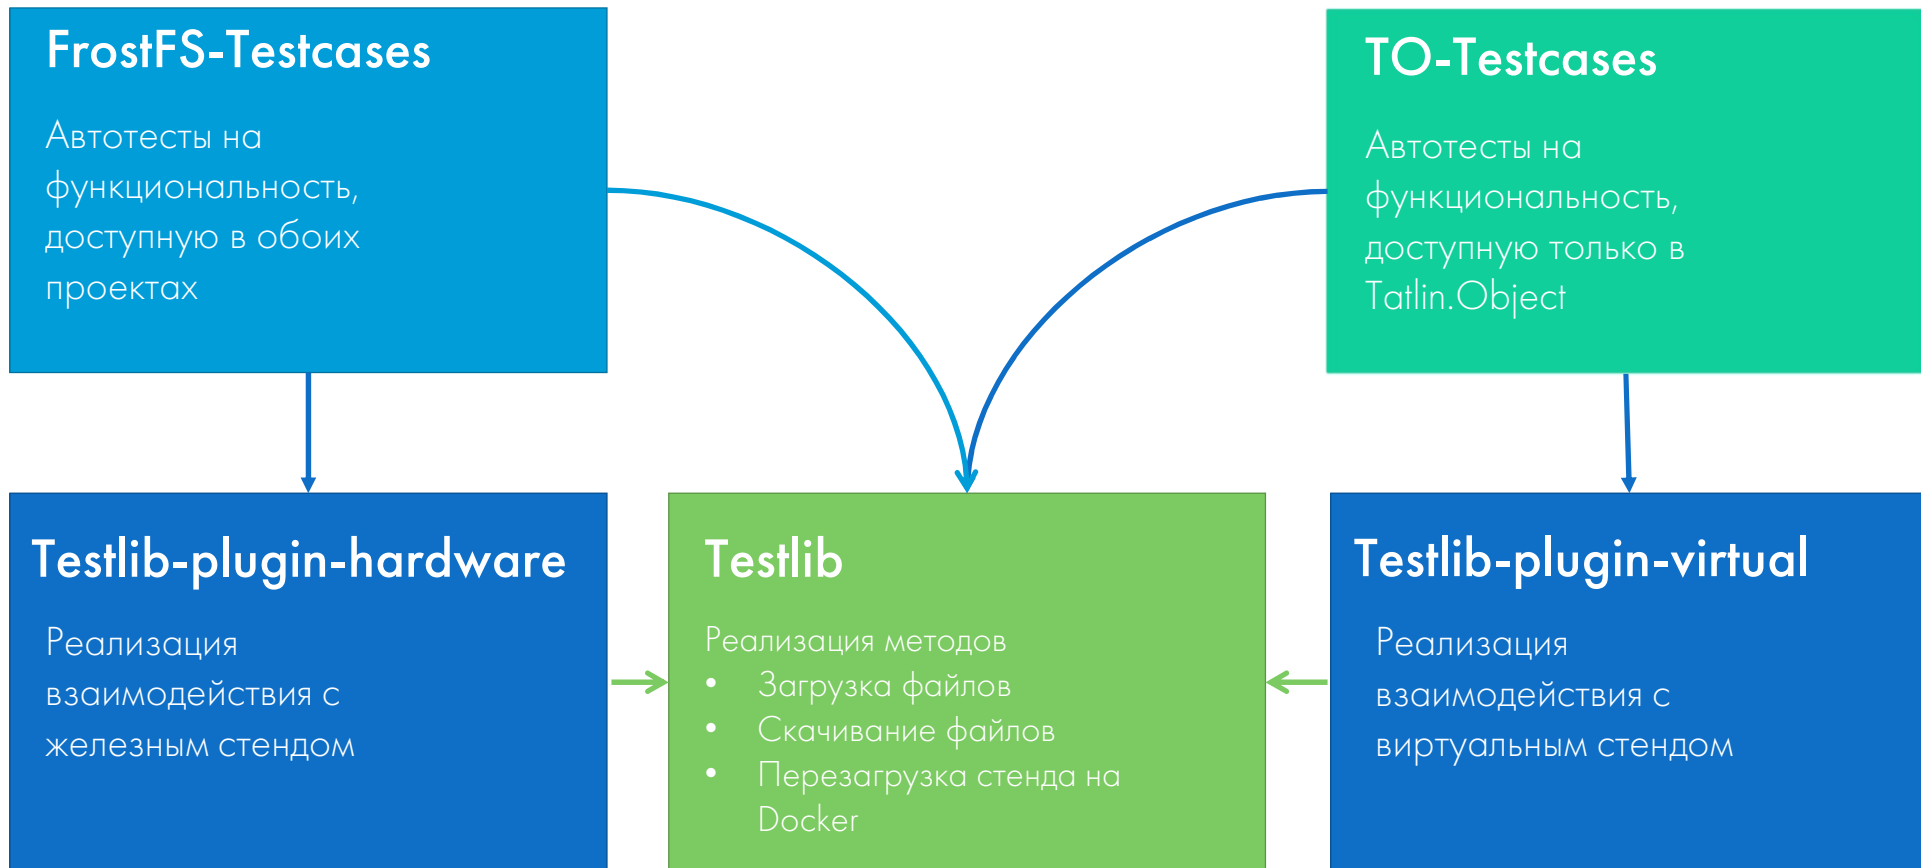 FrostFS-Testcases
Автотесты на
функциональность,
доступную в обоих
проектах
TO-Testcases
Автотесты на
функциональность,
доступную только в
Tatlin.Object
Testlib-plugin-hardware
Реализация
взаимодействия с
железным стендом
Testlib
Реализация методов
• Загрузка файлов
• Скачивание файлов
• Перезагрузка стенда на
Docker
Testlib-plugin-virtual
Реализация
взаимодействия с
виртуальным стендом